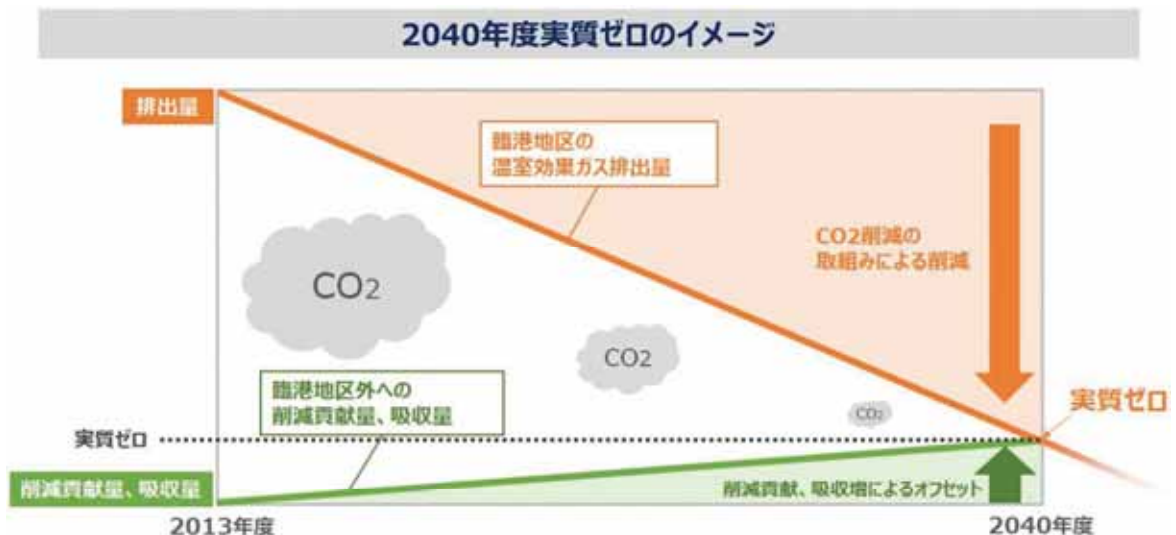 2040年度実質ゼロのイメージ
排出量
臨港地区の
温室効果ガス排出量
CO2削減の
取組みによる削減
CO2
CO2
CO2
臨港地区外への
削減貢献量、吸収量
実質ゼロ
実質ゼロ
削減貢献量、吸収量
削減貢献、吸収増によるオフセット
2013年度
2040年度